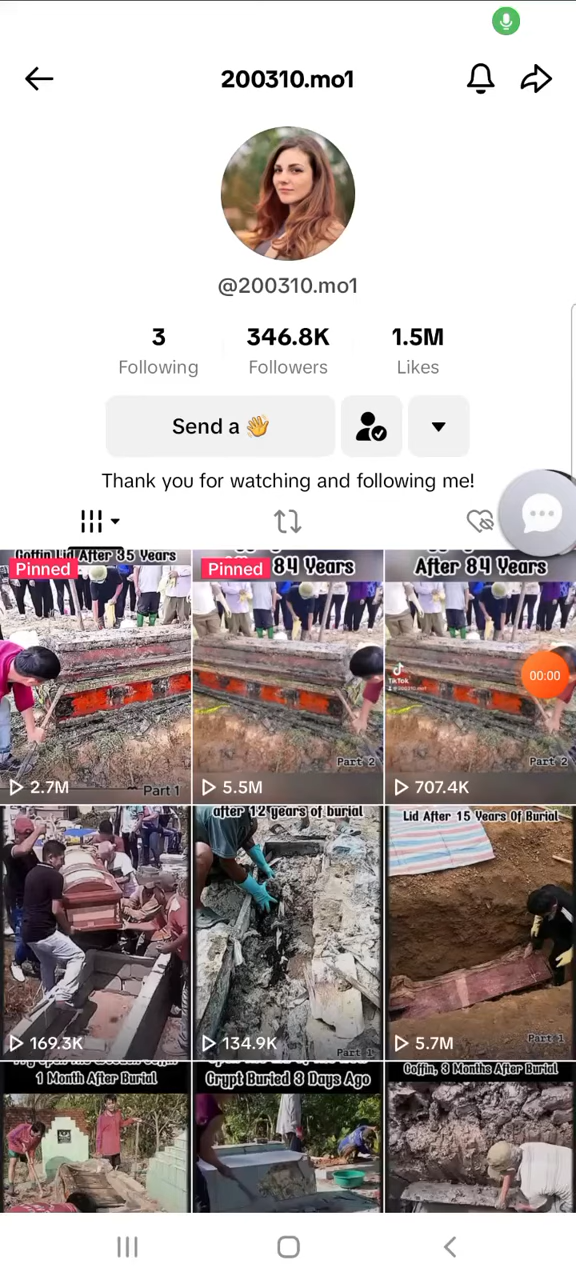 200310.mo1
@200310.mo1
3 346.8K 1.5M
Following Followers Likes
Send a 👋
Thank you for watching and following me!
Coffin Lid After 35 Years
Pinned
Pinned 84 Years
After 84 Years
TikTok
00:00
Part 2
Part 2
2.7M Part 1
5.5M
707.4K
after 12 years of burial
Lid After 15 Years Of Burial
169.3K
134.9K Part 1
5.7M Part 1
1 Month After Burial
Crypt Buried 3 Days Ago
Coffin, 3 Months After Burial